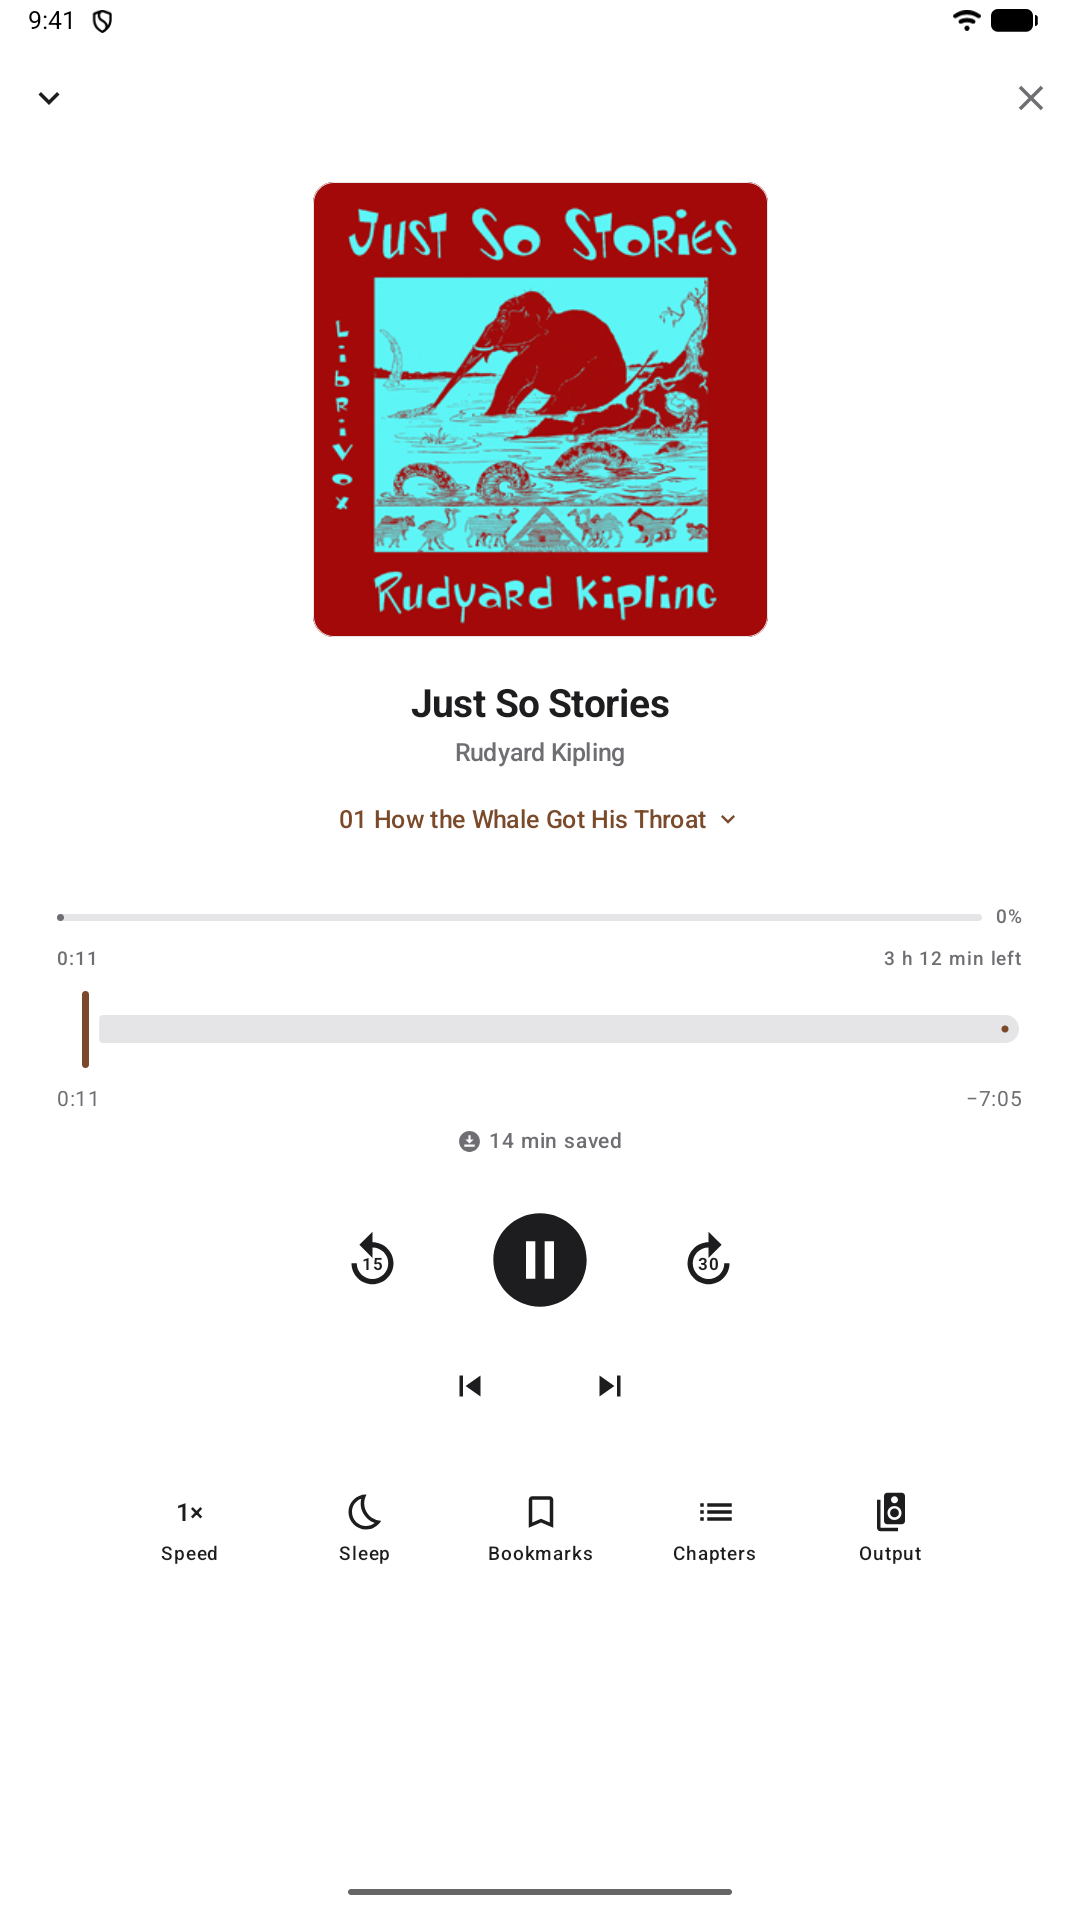 9:41
Just So Stories
LibriVox
Rudyard Kipling
Just So Stories
Rudyard Kipling
01 How the Whale Got His Throat
0%
0:11
3 h 12 min left
0:11
−7:05
14 min saved
15
30
1×
Speed
Sleep
Bookmarks
Chapters
Output